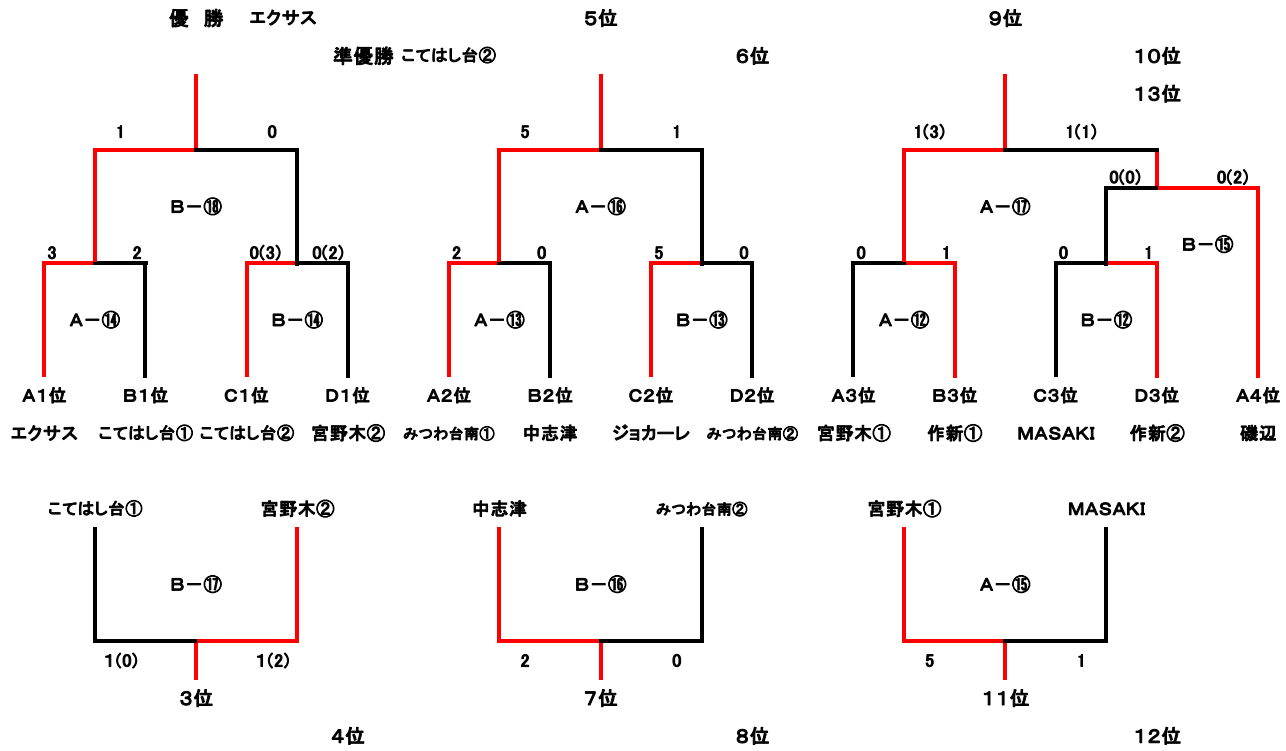 優 勝 エクサス 5位 9位
準優勝 こてはし台② 6位 10位
13位
1 0 5 1 1(3) 1(1)
0(0) 0(2)
B－⑱ A－⑯ A－⑰
B－⑮
3 2 0(3) 0(2) 2 0 5 0 0 1 0 1
A－⑭ B－⑭ A－⑬ B－⑬ A－⑫ B－⑫
A1位 B1位 C1位 D1位 A2位 B2位 C2位 D2位 A3位 B3位 C3位 D3位 A4位
エクサス こてはし台① こてはし台② 宮野木② みつわ台南① 中志津 ジョカーレ みつわ台南② 宮野木① 作新① MASAKI 作新② 磯辺
こてはし台① 宮野木② 中志津 みつわ台南② 宮野木① MASAKI
B－⑰ B－⑯ A－⑮
1(0) 1(2) 2 0 5 1
3位 7位 11位
4位 8位 12位